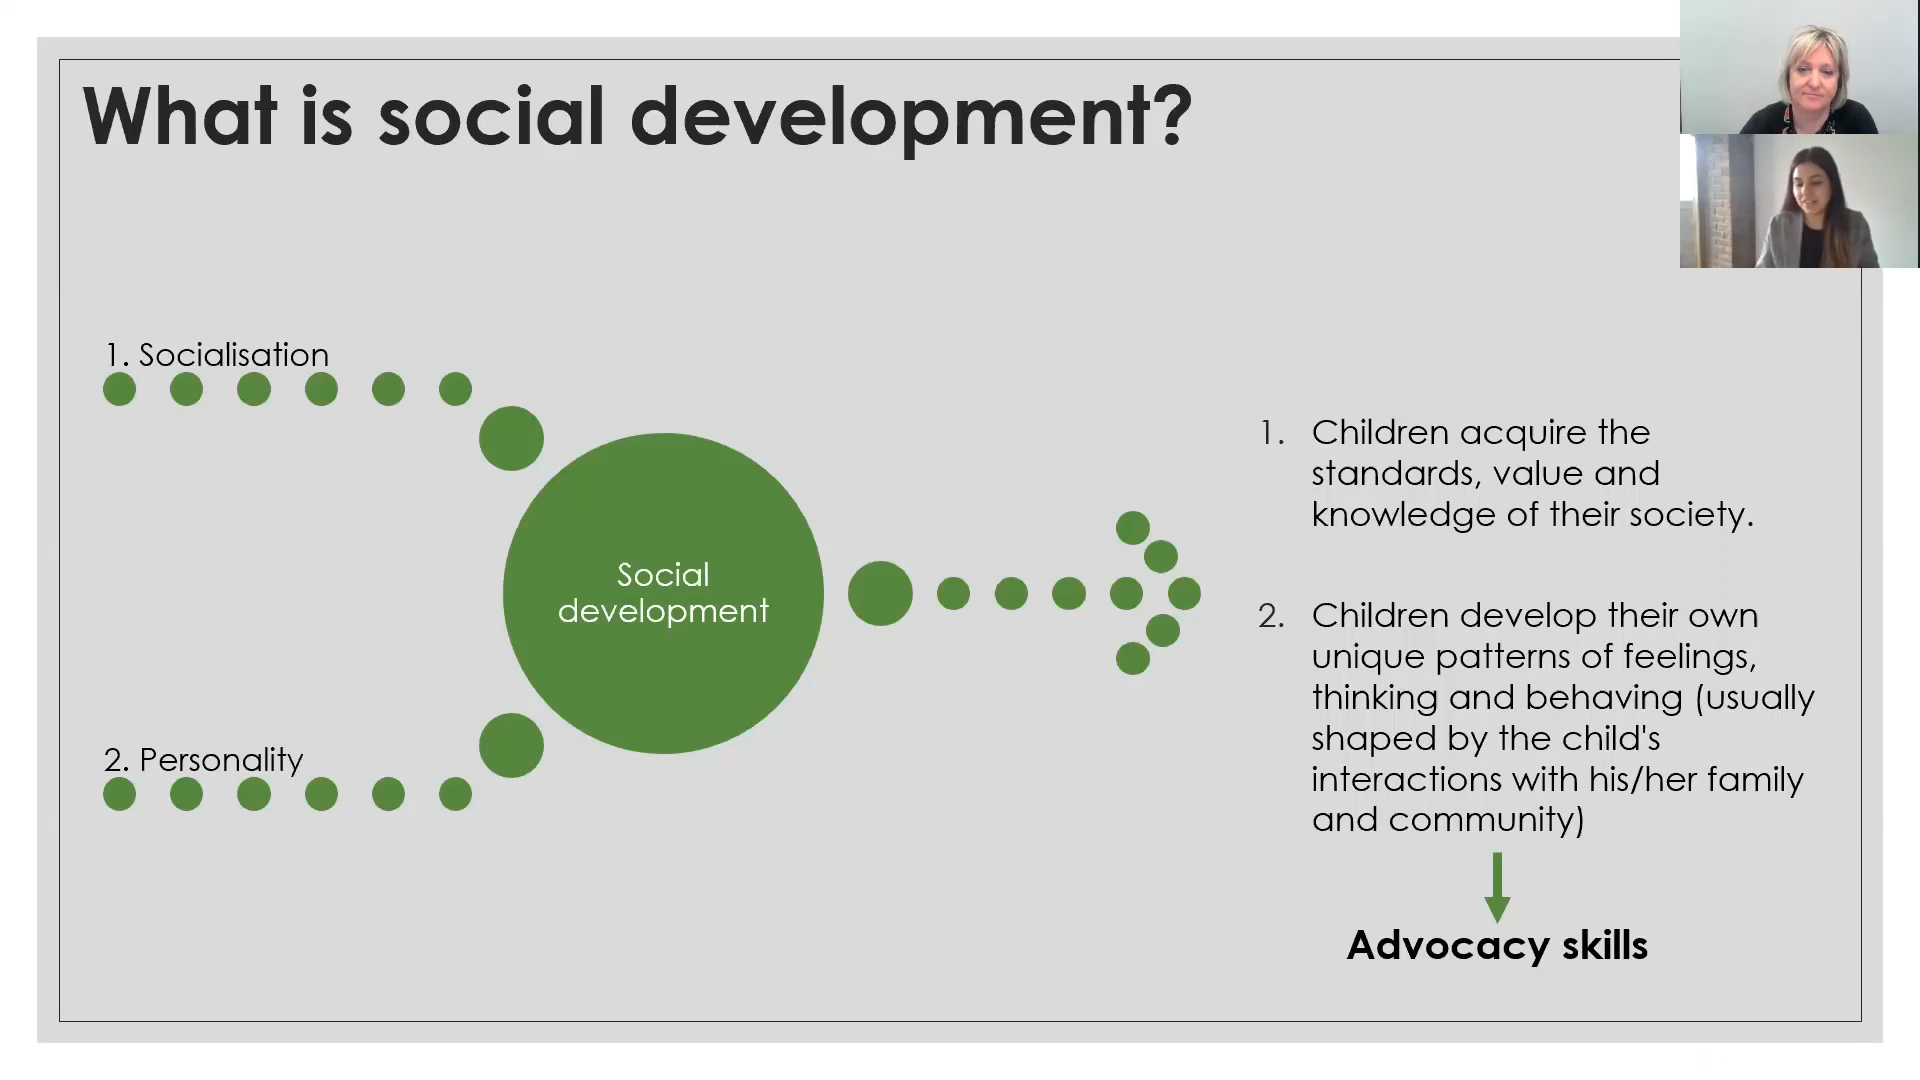 What is social development?
1. Socialisation
Social
development
2. Personality
1. Children acquire the
standards, value and
knowledge of their society.
2. Children develop their own
unique patterns of feelings,
thinking and behaving (usually
shaped by the child's
interactions with his/her family
and community)
Advocacy skills